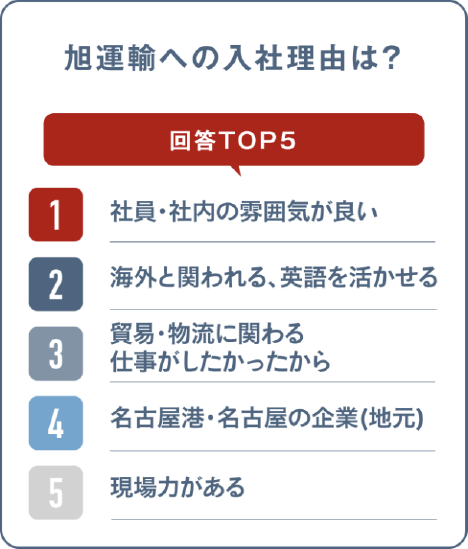 旭運輸への入社理由は？
回答TOP5
1
社員・社内の雰囲気が良い
2
海外と関われる、英語を活かせる
3
貿易・物流に関わる
仕事がしたかったから
4
名古屋港・名古屋の企業(地元)
5
現場力がある